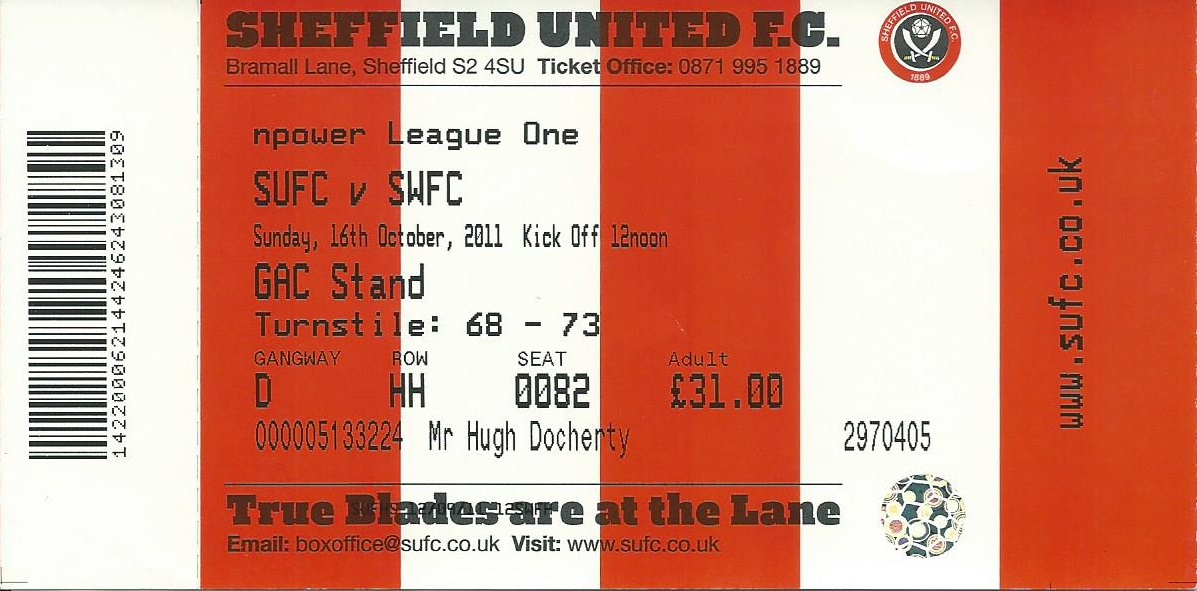 SHEFFIELD UNITED F.C.
Bramall Lane, Sheffield S2 4SU Ticket Office: 0871 995 1889
SHEFFIELD UNITED F.C.
1889
npower League One
SUFC v SWFC
Sunday, 16th October, 2011 Kick Off 12noon
GAC Stand
Turnstile: 68 - 73
GANGWAY ROW SEAT Adult
D HH 0082 £31.00
000005133224 Mr Hugh Docherty 2970405
True Blades are at the Lane
Email: boxoffice@sufc.co.uk Visit: www.sufc.co.uk
142200062144246243081309
www.sufc.co.uk